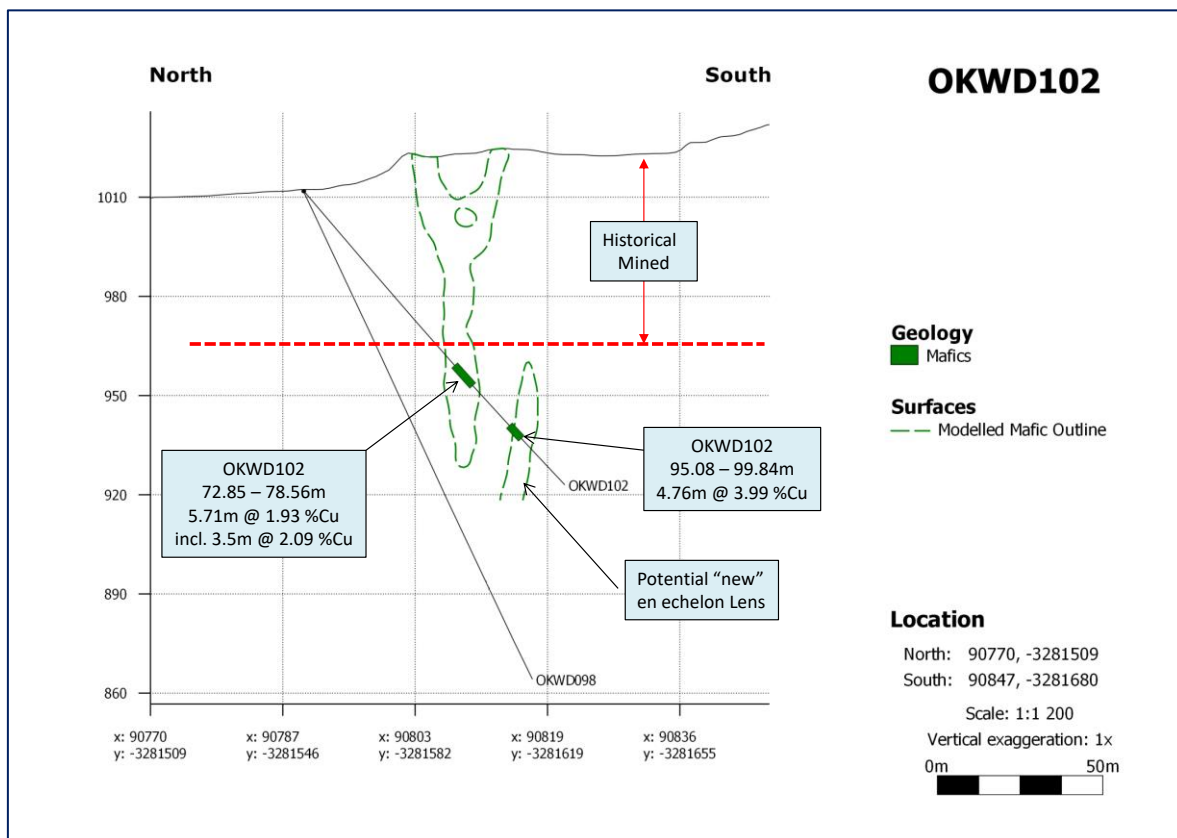 North
South
OKWD102
1010
980
950
920
890
860
Historical
Mined
OKWD102
72.85 – 78.56m
5.71m @ 1.93 %Cu
incl. 3.5m @ 2.09 %Cu
OKWD102
95.08 – 99.84m
4.76m @ 3.99 %Cu
OKWD102
Potential “new”
en echelon Lens
OKWD098
x: 90770
y: -3281509
x: 90787
y: -3281546
x: 90803
y: -3281582
x: 90819
y: -3281619
x: 90836
y: -3281655
Geology
Mafics
Surfaces
Modelled Mafic Outline
Location
North: 90770, -3281509
South: 90847, -3281680
Scale: 1:1 200
Vertical exaggeration: 1x
0m 50m